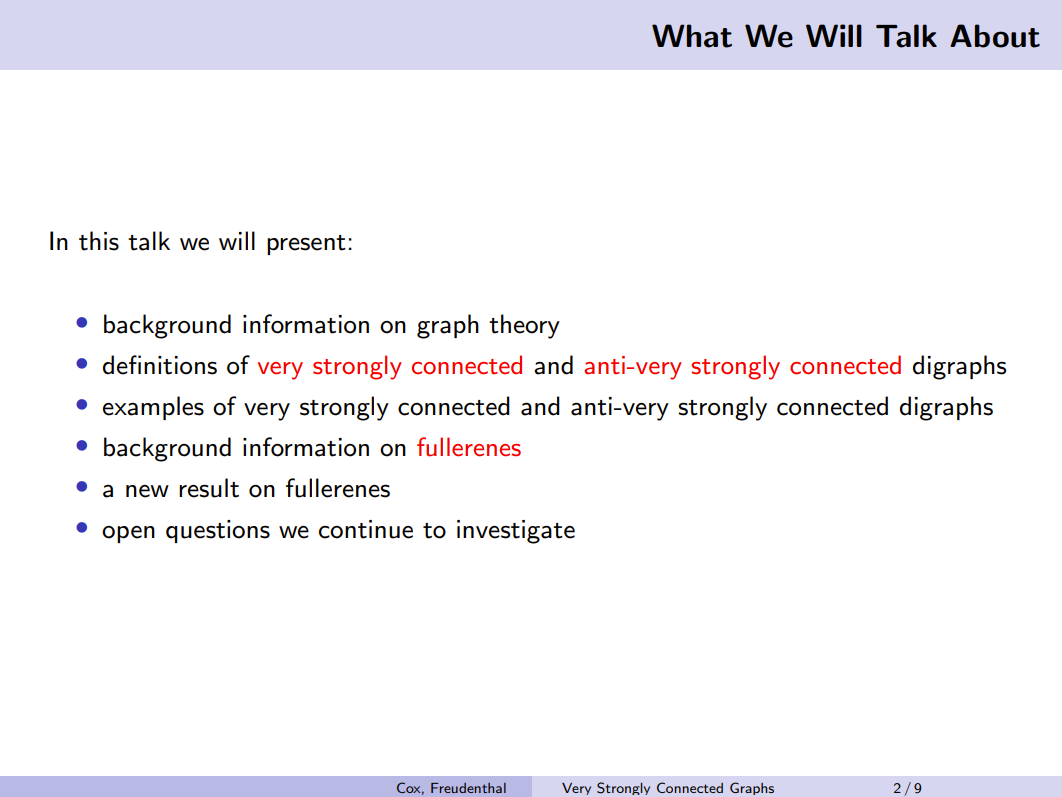 What We Will Talk About
In this talk we will present:
• background information on graph theory
• definitions of very strongly connected and anti-very strongly connected digraphs
• examples of very strongly connected and anti-very strongly connected digraphs
• background information on fullerenes
• a new result on fullerenes
• open questions we continue to investigate
Cox, Freudenthal Very Strongly Connected Graphs 2 / 9